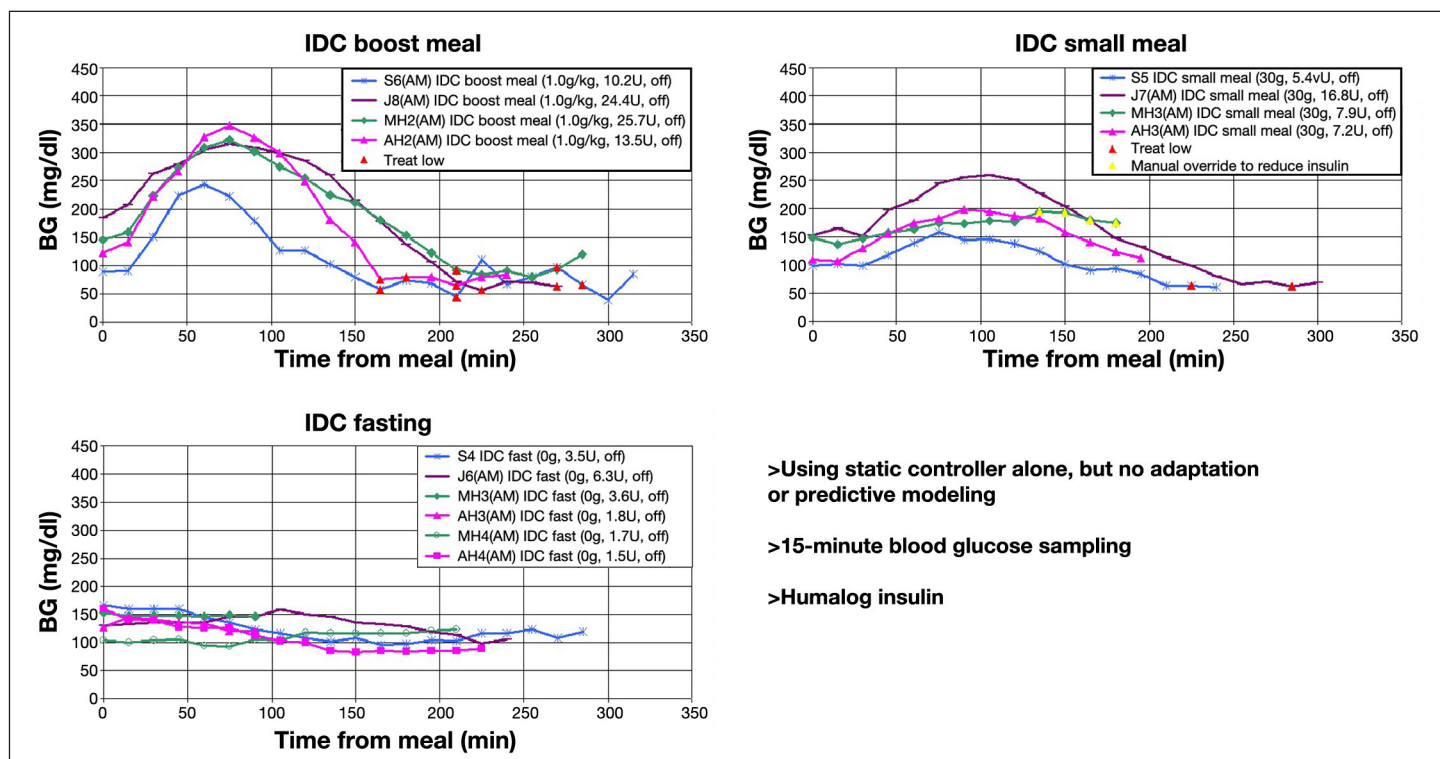 IDC boost meal
450
400
350
300
250
200
150
100
50
0
BG (mg/dl)
S6(AM) IDC boost meal (1.0g/kg, 10.2U, off)
J8(AM) IDC boost meal (1.0g/kg, 24.4U, off)
MH2(AM) IDC boost meal (1.0g/kg, 25.7U, off)
AH2(AM) IDC boost meal (1.0g/kg, 13.5U, off)
Treat low
0 50 100 150 200 250 300 350
Time from meal (min)
IDC small meal
450
400
350
300
250
200
150
100
50
0
BG (mg/dl)
S5 IDC small meal (30g, 5.4vU, off)
J7(AM) IDC small meal (30g, 16.8U, off)
MH3(AM) IDC small meal (30g, 7.9U, off)
AH3(AM) IDC small meal (30g, 7.2U, off)
Treat low
Manual override to reduce insulin
0 50 100 150 200 250 300 350
Time from meal (min)
IDC fasting
450
400
350
300
250
200
150
100
50
0
BG (mg/dl)
S4 IDC fast (0g, 3.5U, off)
J6(AM) IDC fast (0g, 6.3U, off)
MH3(AM) IDC fast (0g, 3.6U, off)
AH3(AM) IDC fast (0g, 1.8U, off)
MH4(AM) IDC fast (0g, 1.7U, off)
AH4(AM) IDC fast (0g, 1.5U, off)
0 50 100 150 200 250 300 350
Time from meal (min)
>Using static controller alone, but no adaptation
or predictive modeling
>15-minute blood glucose sampling
>Humalog insulin